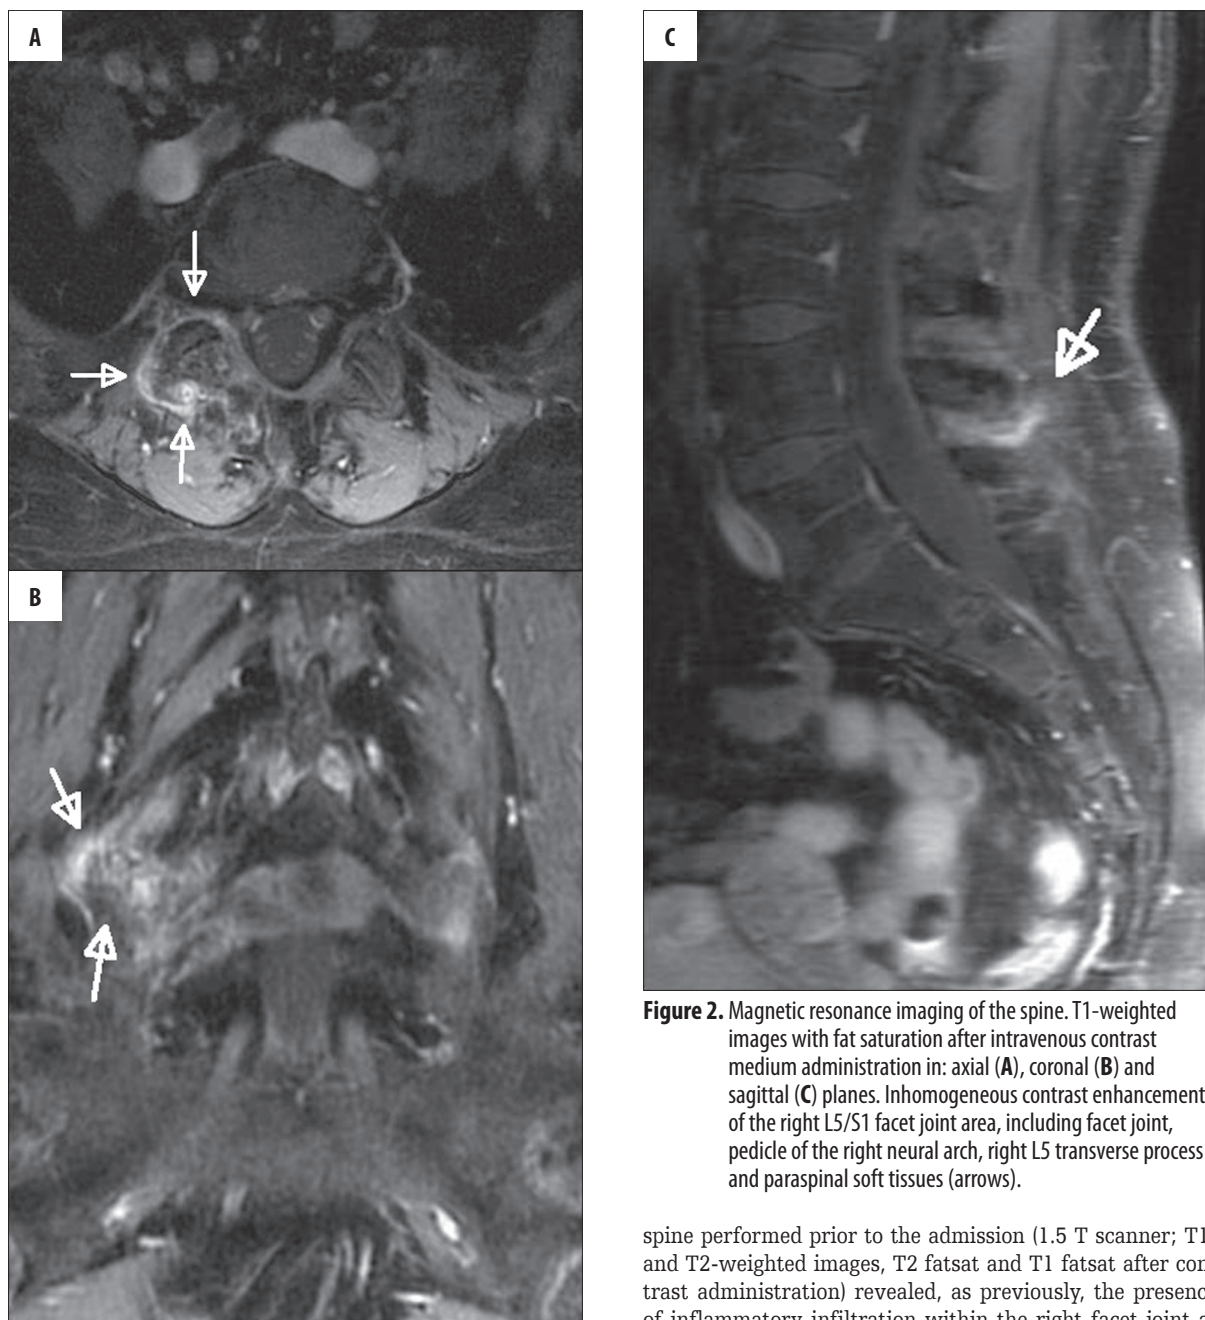 A
B
C
Figure 2. Magnetic resonance imaging of the spine. T1-weighted
images with fat saturation after intravenous contrast
medium administration in: axial (A), coronal (B) and
sagittal (C) planes. Inhomogeneous contrast enhancement
of the right L5/S1 facet joint area, including facet joint,
pedicle of the right neural arch, right L5 transverse process
and paraspinal soft tissues (arrows).
spine performed prior to the admission (1.5 T scanner; T1
and T2-weighted images, T2 fatsat and T1 fatsat after con
trast administration) revealed, as previously, the presenc
of inflammatory infiltration within the right facet joint a